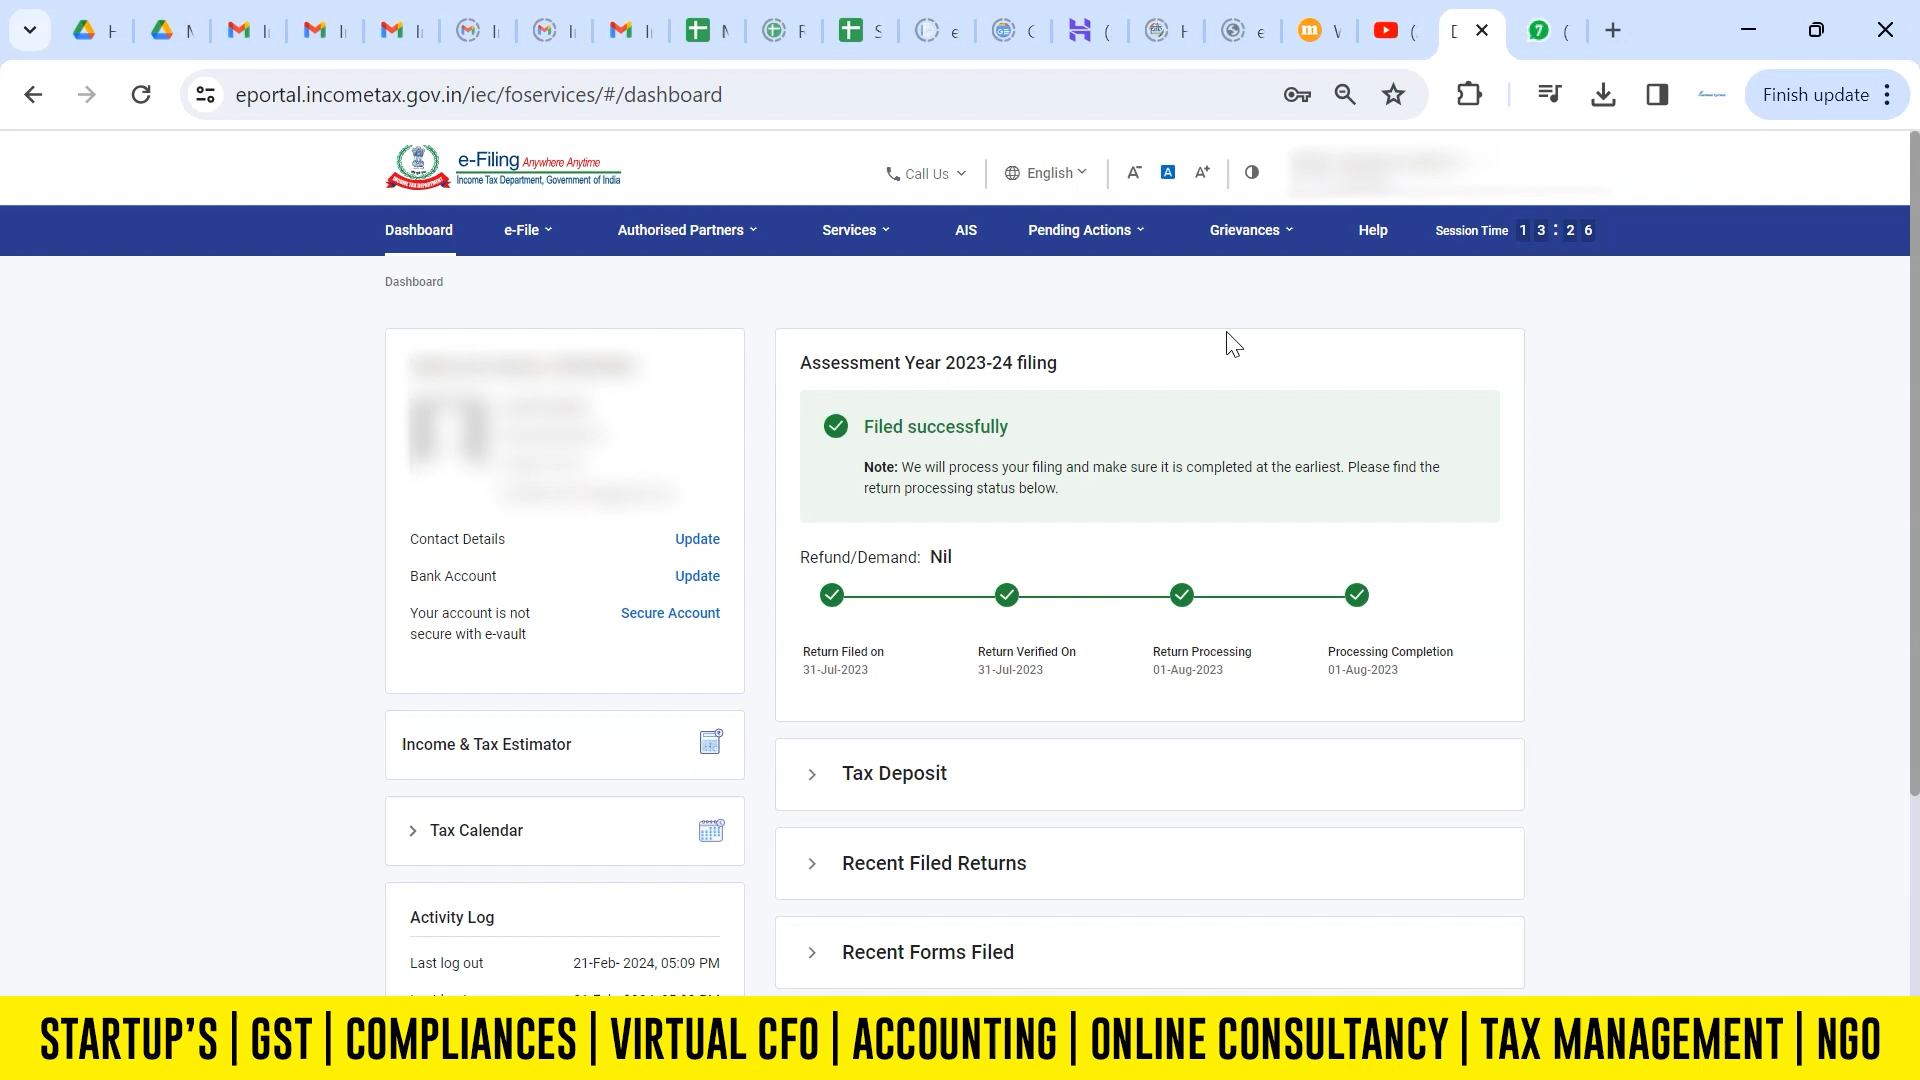 eportal.incometax.gov.in/iec/foservices/#/dashboard
Finish update
e-Filing Anywhere Anytime
Income Tax Department, Government of India
Call Us
English
A-
A
A+
Dashboard
e-File
Authorised Partners
Services
AIS
Pending Actions
Grievances
Help
Session Time 1 3 : 2 6
Dashboard
Contact Details
Update
Bank Account
Update
Your account is not
secure with e-vault
Secure Account
Income & Tax Estimator
Tax Calendar
Activity Log
Last log out
21-Feb- 2024, 05:09 PM
Assessment Year 2023-24 filing
Filed successfully
Note: We will process your filing and make sure it is completed at the earliest. Please find the
return processing status below.
Refund/Demand: Nil
Return Filed on
31-Jul-2023
Return Verified On
31-Jul-2023
Return Processing
01-Aug-2023
Processing Completion
01-Aug-2023
Tax Deposit
Recent Filed Returns
Recent Forms Filed
STARTUP'S | GST | COMPLIANCES | VIRTUAL CFO | ACCOUNTING | ONLINE CONSULTANCY | TAX MANAGEMENT | NGO